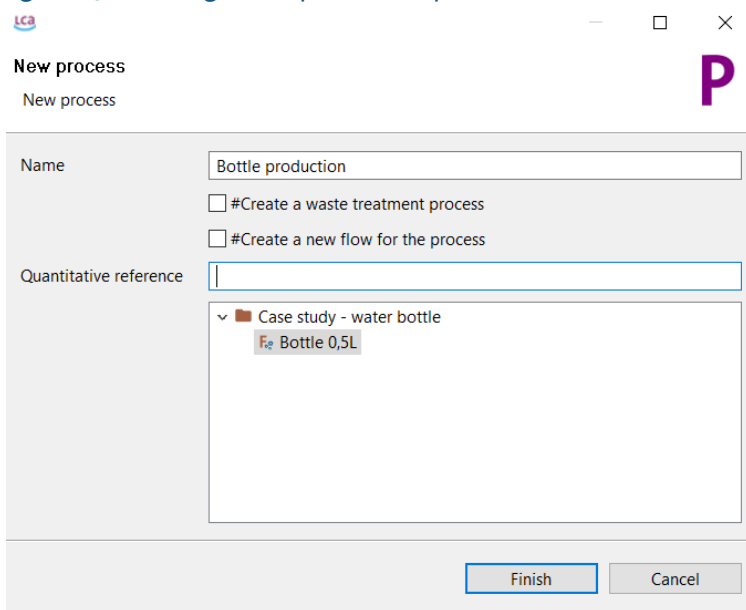 LCA
New process
New process
P
Name
Bottle production
#Create a waste treatment process
#Create a new flow for the process
Quantitative reference
Case study - water bottle
Fe Bottle 0,5L
Finish
Cancel